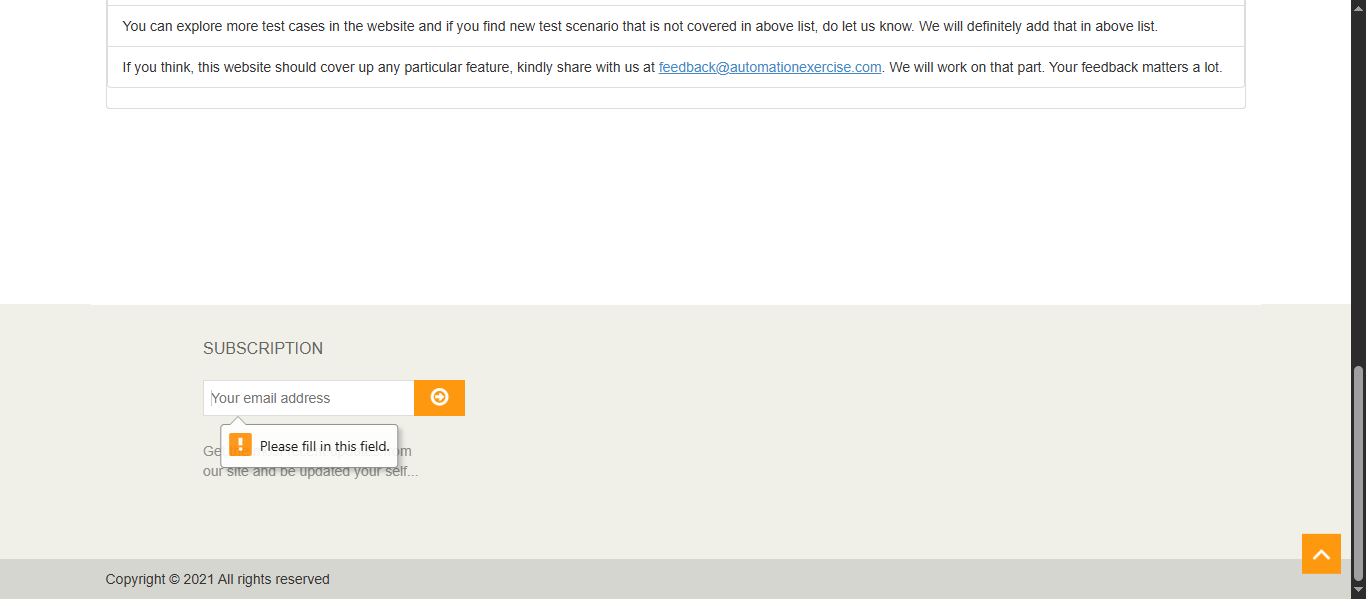 You can explore more test cases in the website and if you find new test scenario that is not covered in above list, do let us know. We will definitely add that in above list.
If you think, this website should cover up any particular feature, kindly share with us at feedback@automationexercise.com. We will work on that part. Your feedback matters a lot.
SUBSCRIPTION
Your email address
Please fill in this field.
our site and be updated your self...
Copyright © 2021 All rights reserved